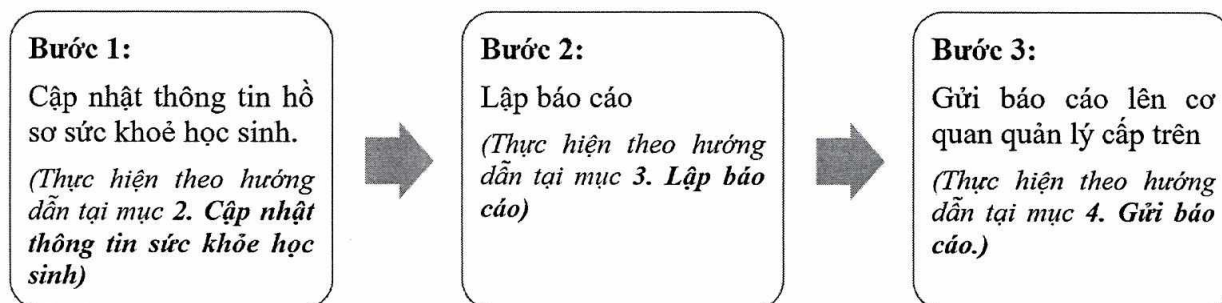 Bước 1:
Cập nhật thông tin hồ
sơ sức khoẻ học sinh.
(Thực hiện theo hướng
dẫn tại mục 2. Cập nhật
thông tin sức khỏe học
sinh)
Bước 2:
Lập báo cáo
(Thực hiện theo hướng
dẫn tại mục 3. Lập báo
cáo)
Bước 3:
Gửi báo cáo lên cơ
quan quản lý cấp trên
(Thực hiện theo hướng
dẫn tại mục 4. Gửi báo
cáo.)